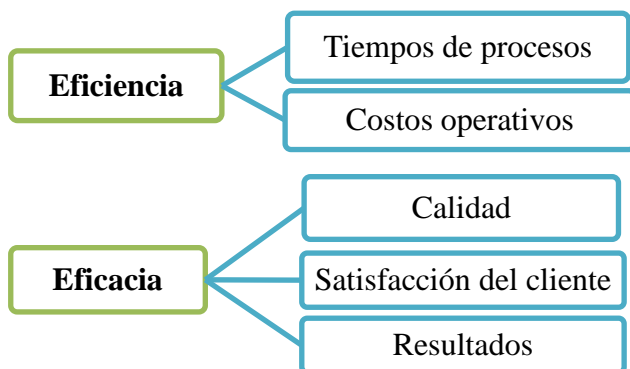 Eficiencia
Tiempos de procesos
Costos operativos
Eficacia
Calidad
Satisfacción del cliente
Resultados